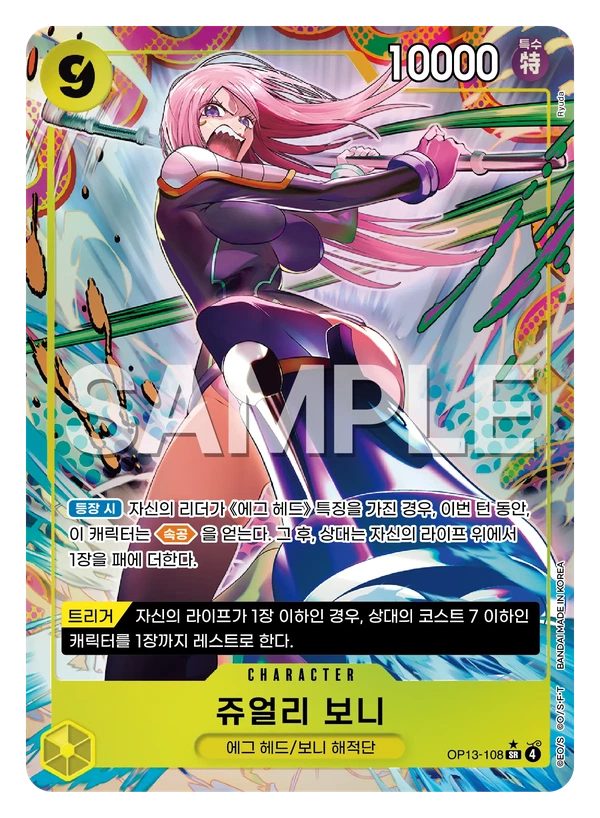 9
10000
특수
特
Ryuda
SAMPLE
등장 시 자신의 리더가 《에그 헤드》 특징을 가진 경우, 이번 턴 동안,
이 캐릭터는 속공 을 얻는다. 그 후, 상대는 자신의 라이프 위에서
1장을 패에 더한다.
트리거 자신의 라이프가 1장 이하인 경우, 상대의 코스트 7 이하인
캐릭터를 1장까지 레스트로 한다.
CHARACTER
쥬얼리 보니
에그 헤드/보니 해적단
OP13-108 ★ SR 4
©EO/S ©O/S·F·T BANDAI MADE IN KOREA